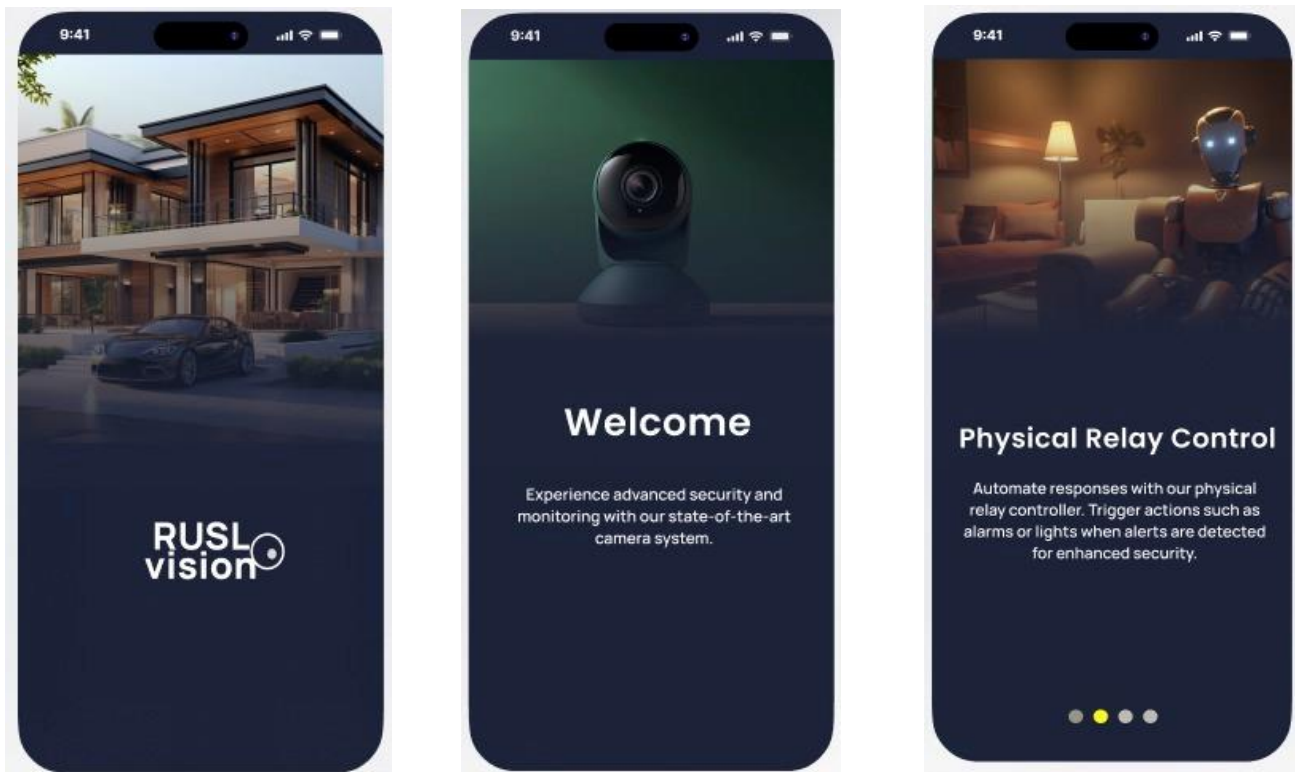 9:41
RUSL
vision
9:41
Welcome
Experience advanced security and
monitoring with our state-of-the-art
camera system.
9:41
Physical Relay Control
Automate responses with our physical
relay controller. Trigger actions such as
alarms or lights when alerts are detected
for enhanced security.